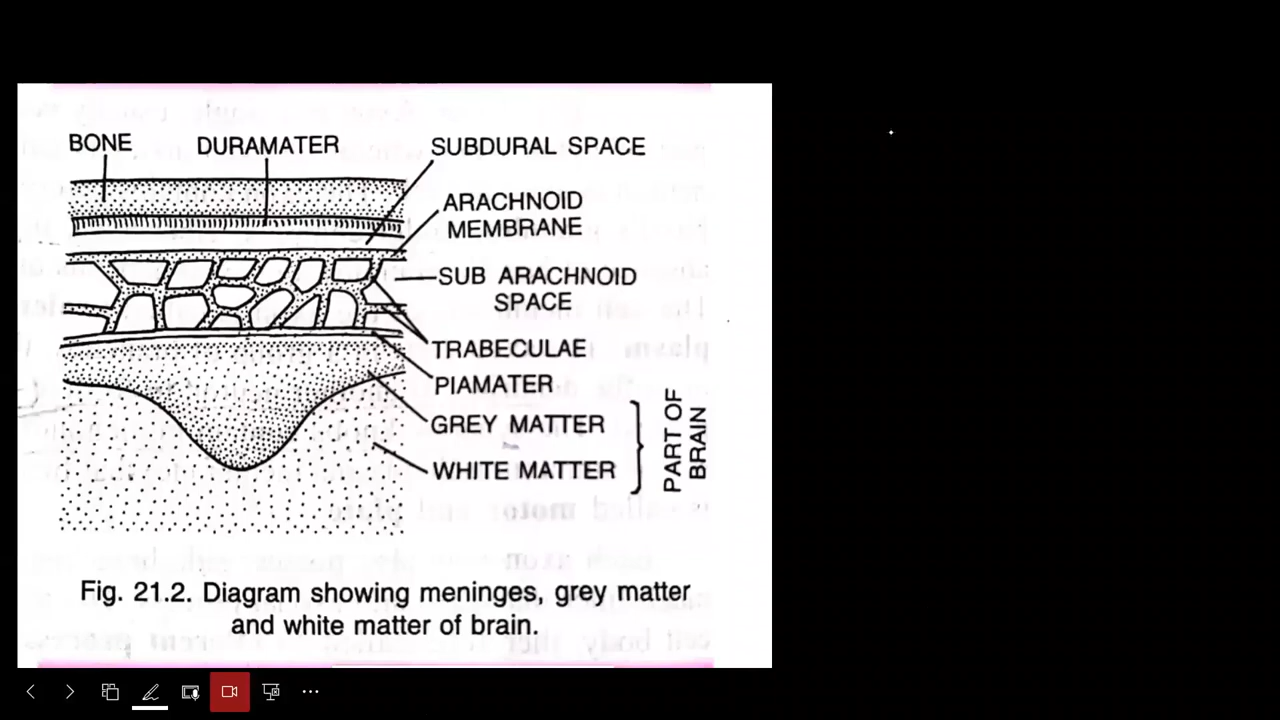 BONE
DURAMATER
SUBDURAL SPACE
ARACHNOID
MEMBRANE
SUB ARACHNOID
SPACE
TRABECULAE
PIAMATER
GREY MATTER
WHITE MATTER
PART OF
BRAIN
Fig. 21.2. Diagram showing meninges, grey matter
and white matter of brain.